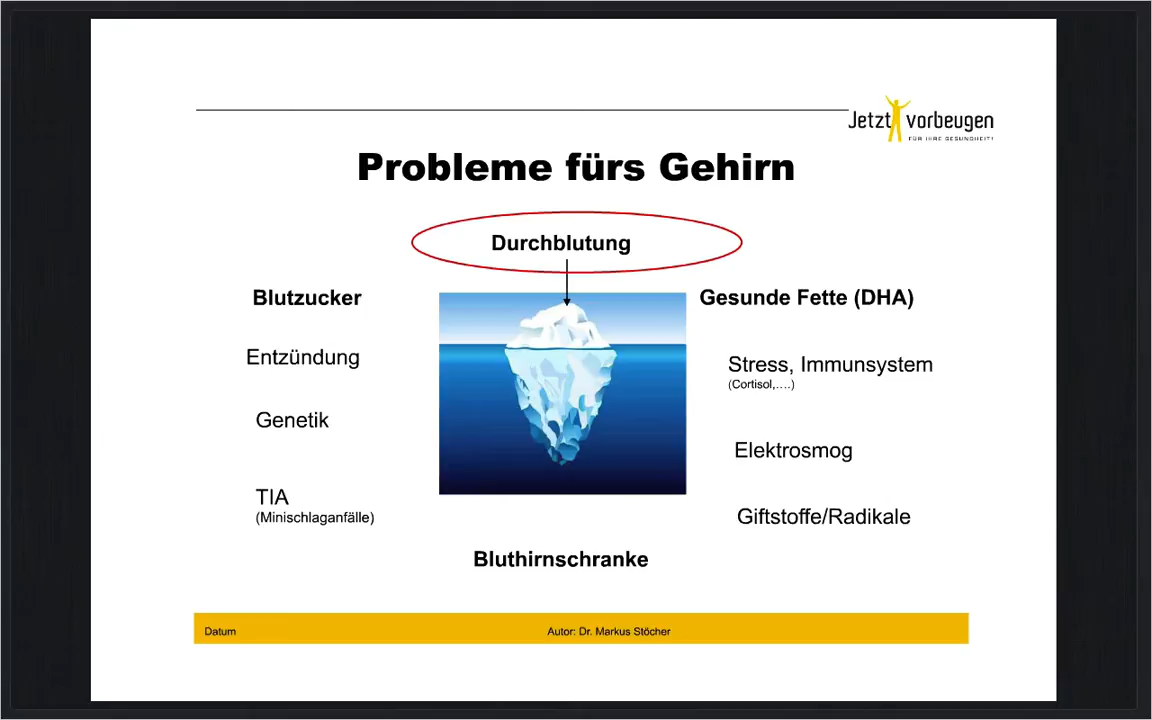 Jetzt vorbeugen
FÜR IHRE GESUNDHEIT!
Probleme fürs Gehirn
Durchblutung
Blutzucker
Gesunde Fette (DHA)
Entzündung
Stress, Immunsystem
(Cortisol,....)
Genetik
Elektrosmog
TIA
(Minischlaganfälle)
Giftstoffe/Radikale
Bluthirnschranke
Datum
Autor: Dr. Markus Stöcher